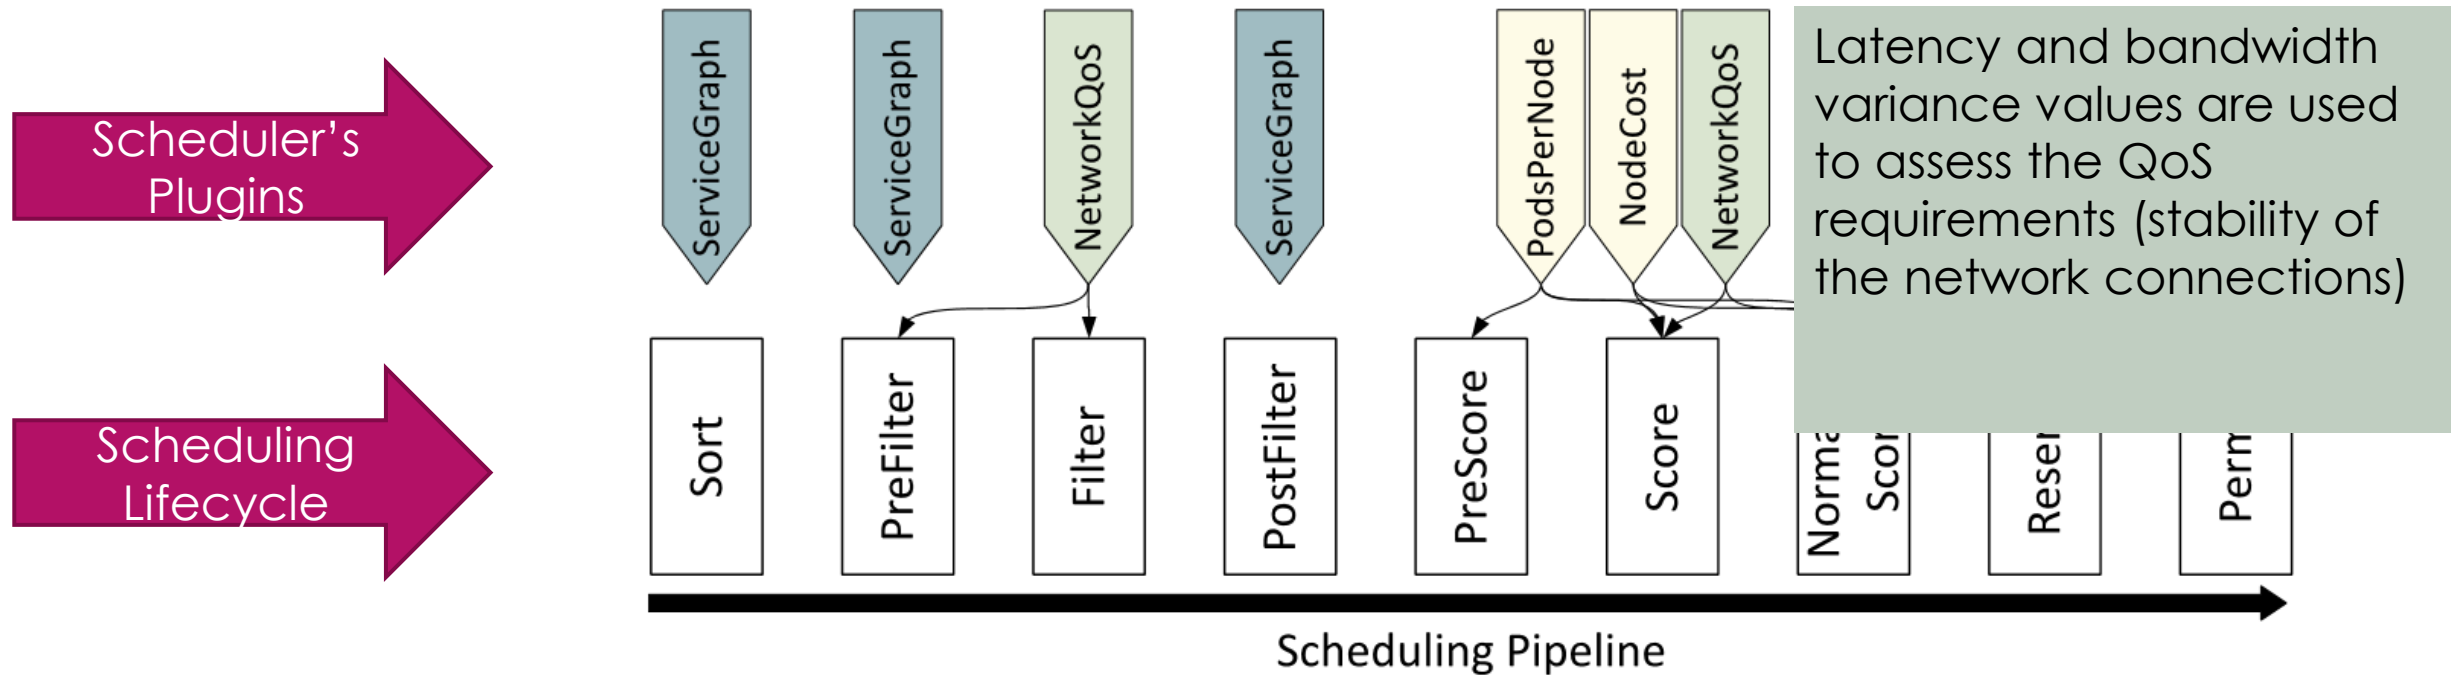 Scheduler's
Plugins
ServiceGraph
ServiceGraph
NetworkQoS
ServiceGraph
PodsPerNode
NodeCost
NetworkQoS
Latency and bandwidth
variance values are used
to assess the QoS
requirements (stability of
the network connections)
Scheduling
Lifecycle
Sort
PreFilter
Filter
PostFilter
PreScore
Score
Scheduling Pipeline